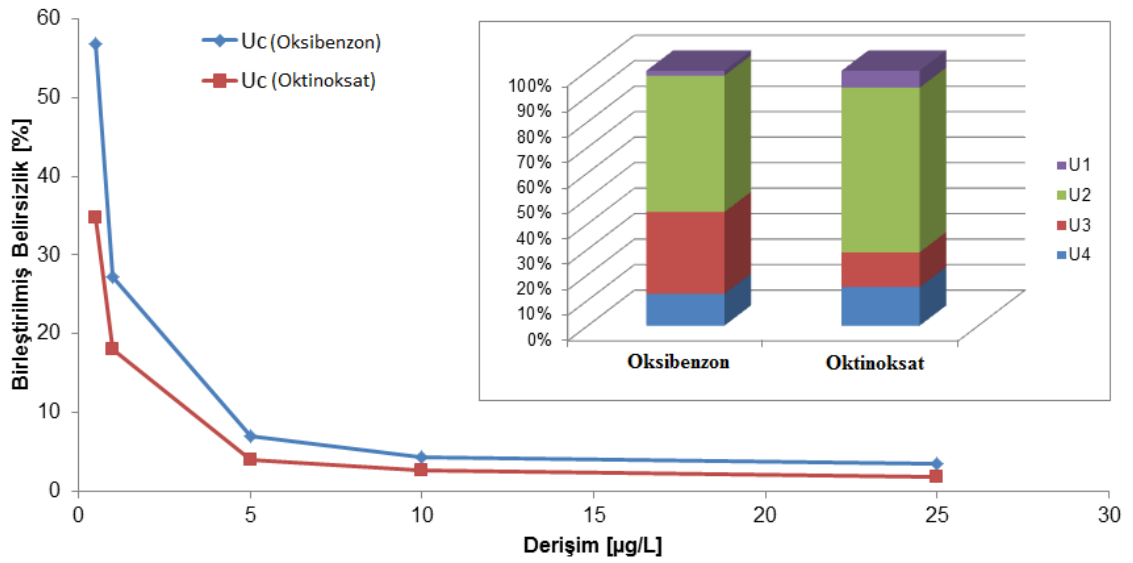 60
50
40
30
20
10
0
Birleştirilmiş Belirsizlik [%]
Uc (Oksibenzon)
Uc (Oktinoksat)
0 5 10 15 20 25 30
Derişim [µg/L]
100%
90%
80%
70%
60%
50%
40%
30%
20%
10%
0%
Oksibenzon Oktinoksat
U1
U2
U3
U4